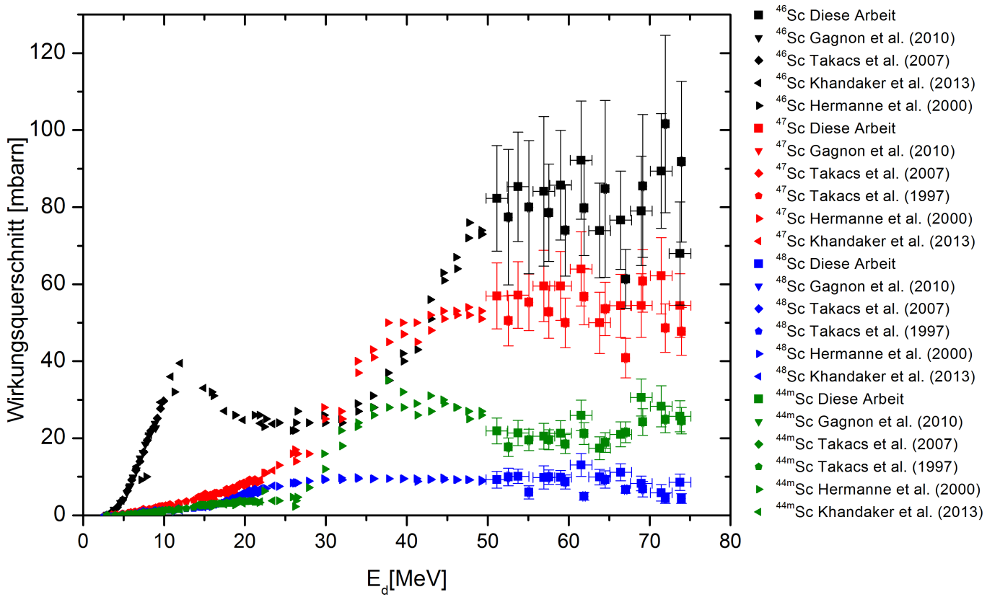 Wirkungsquerschnitt [mbarn]
120
100
80
60
40
20
0
0 10 20 30 40 50 60 70 80
E_d[MeV]
⁴⁶Sc Diese Arbeit
⁴⁶Sc Gagnon et al. (2010)
⁴⁶Sc Takacs et al. (2007)
⁴⁶Sc Khandaker et al. (2013)
⁴⁶Sc Hermanne et al. (2000)
⁴⁷Sc Diese Arbeit
⁴⁷Sc Gagnon et al. (2010)
⁴⁷Sc Takacs et al. (2007)
⁴⁷Sc Takacs et al. (1997)
⁴⁷Sc Hermanne et al. (2000)
⁴⁷Sc Khandaker et al. (2013)
⁴⁸Sc Diese Arbeit
⁴⁸Sc Gagnon et al. (2010)
⁴⁸Sc Takacs et al. (2007)
⁴⁸Sc Takacs et al. (1997)
⁴⁸Sc Hermanne et al. (2000)
⁴⁸Sc Khandaker et al. (2013)
⁴⁴ᵐSc Diese Arbeit
⁴⁴ᵐSc Gagnon et al. (2010)
⁴⁴ᵐSc Takacs et al. (2007)
⁴⁴ᵐSc Takacs et al. (1997)
⁴⁴ᵐSc Hermanne et al. (2000)
⁴⁴ᵐSc Khandaker et al. (2013)